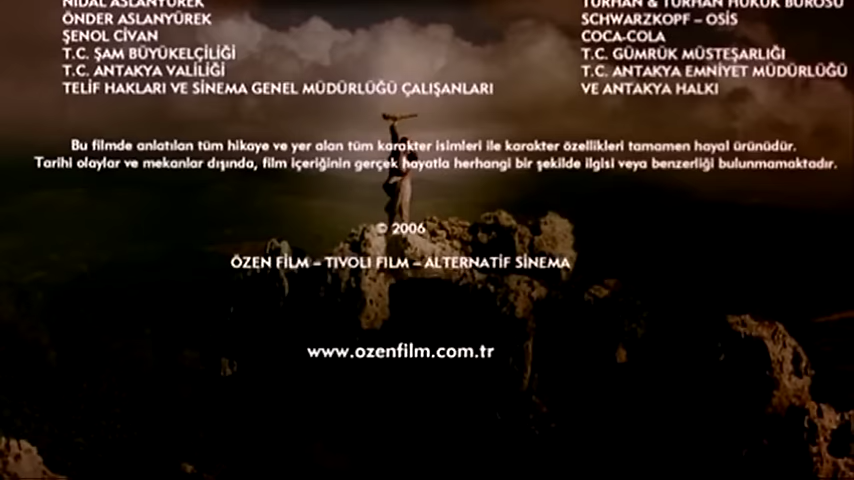 NİDAL ASLANYÜREK
ÖNDER ASLANYÜREK
ŞENOL CİVAN
T.C. ŞAM BÜYÜKELÇİLİĞİ
T.C. ANTAKYA VALİLİĞİ
TELİF HAKLARI VE SİNEMA GENEL MÜDÜRLÜĞÜ ÇALIŞANLARI
TURHAN & TURHAN HUKUK BÜROSU
SCHWARZKOPF – OSİS
COCA-COLA
T.C. GÜMRÜK MÜSTEŞARLIĞI
T.C. ANTAKYA EMNİYET MÜDÜRLÜĞÜ
VE ANTAKYA HALKI
Bu filmde anlatılan tüm hikaye ve yer alan tüm karakter isimleri ile karakter özellikleri tamamen hayal ürünüdür.
Tarihi olaylar ve mekanlar dışında, film içeriğinin gerçek hayatla herhangi bir şekilde ilgisi veya benzerliği bulunmamaktadır.
© 2006
ÖZEN FİLM – TIVOLI FILM – ALTERNATİF SİNEMA
www.ozenfilm.com.tr